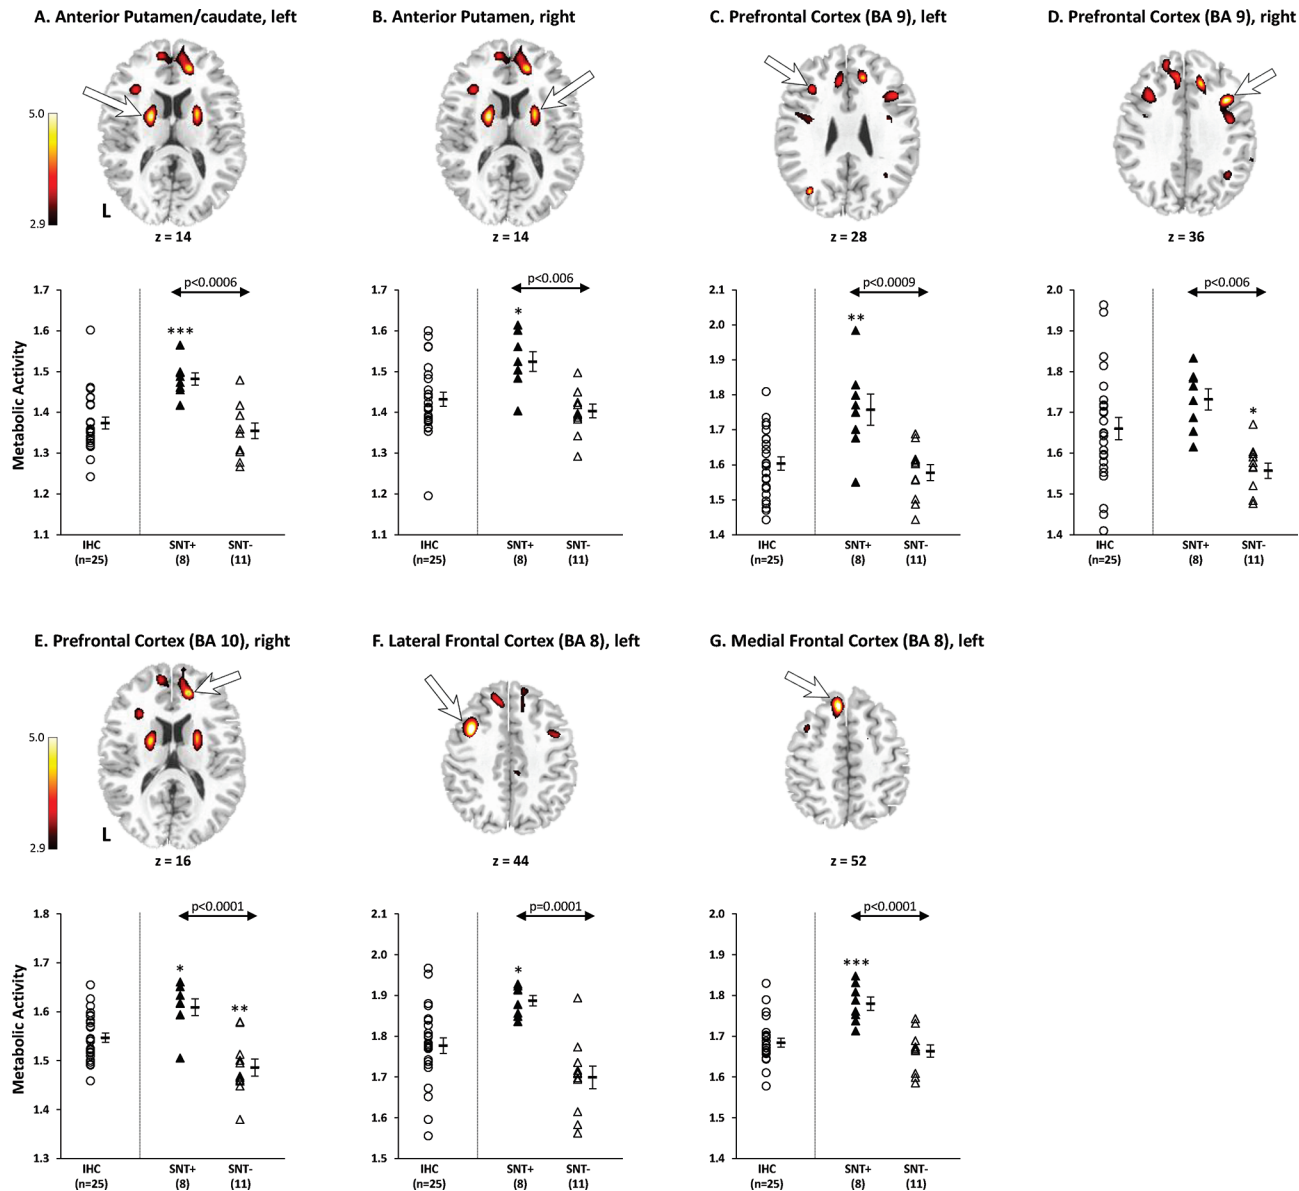 A. Anterior Putamen/caudate, left
B. Anterior Putamen, right
C. Prefrontal Cortex (BA 9), left
D. Prefrontal Cortex (BA 9), right
5.0
2.9
L
z = 14
z = 14
z = 28
z = 36
p<0.0006
p<0.006
p<0.0009
p<0.006
Metabolic Activity
1.7
1.6
1.5
1.4
1.3
1.2
1.1
***
IHC
(n=25)
SNT+
(8)
SNT-
(11)
1.7
1.6
1.5
1.4
1.3
1.2
1.1
*
IHC
(n=25)
SNT+
(8)
SNT-
(11)
2.1
2.0
1.9
1.8
1.7
1.6
1.5
1.4
**
IHC
(n=25)
SNT+
(8)
SNT-
(11)
2.0
1.9
1.8
1.7
1.6
1.5
1.4
*
IHC
(n=25)
SNT+
(8)
SNT-
(11)
E. Prefrontal Cortex (BA 10), right
F. Lateral Frontal Cortex (BA 8), left
G. Medial Frontal Cortex (BA 8), left
5.0
2.9
L
z = 16
z = 44
z = 52
p<0.0001
p=0.0001
p<0.0001
Metabolic Activity
1.8
1.7
1.6
1.5
1.4
1.3
*
**
IHC
(n=25)
SNT+
(8)
SNT-
(11)
2.1
2.0
1.9
1.8
1.7
1.6
1.5
*
IHC
(n=25)
SNT+
(8)
SNT-
(11)
2.0
1.9
1.8
1.7
1.6
1.5
1.4
***
IHC
(n=25)
SNT+
(8)
SNT-
(11)